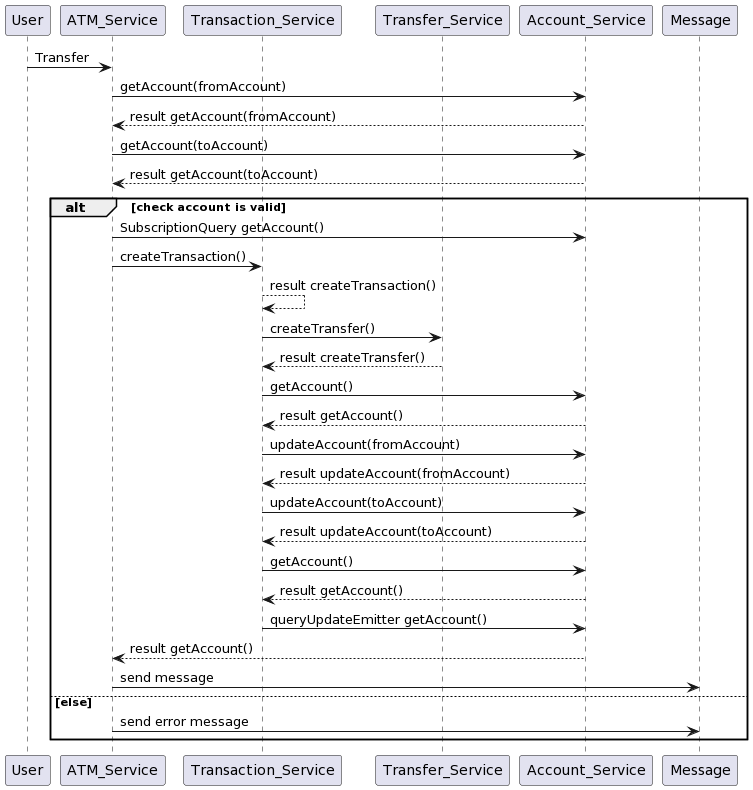 User ATM_Service Transaction_Service Transfer_Service Account_Service Message
Transfer
getAccount(fromAccount)
result getAccount(fromAccount)
getAccount(toAccount)
result getAccount(toAccount)
alt [check account is valid]
SubscriptionQuery getAccount()
createTransaction()
result createTransaction()
createTransfer()
result createTransfer()
getAccount()
result getAccount()
updateAccount(fromAccount)
result updateAccount(fromAccount)
updateAccount(toAccount)
result updateAccount(toAccount)
getAccount()
result getAccount()
queryUpdateEmitter getAccount()
result getAccount()
send message
[else]
send error message
User ATM_Service Transaction_Service Transfer_Service Account_Service Message